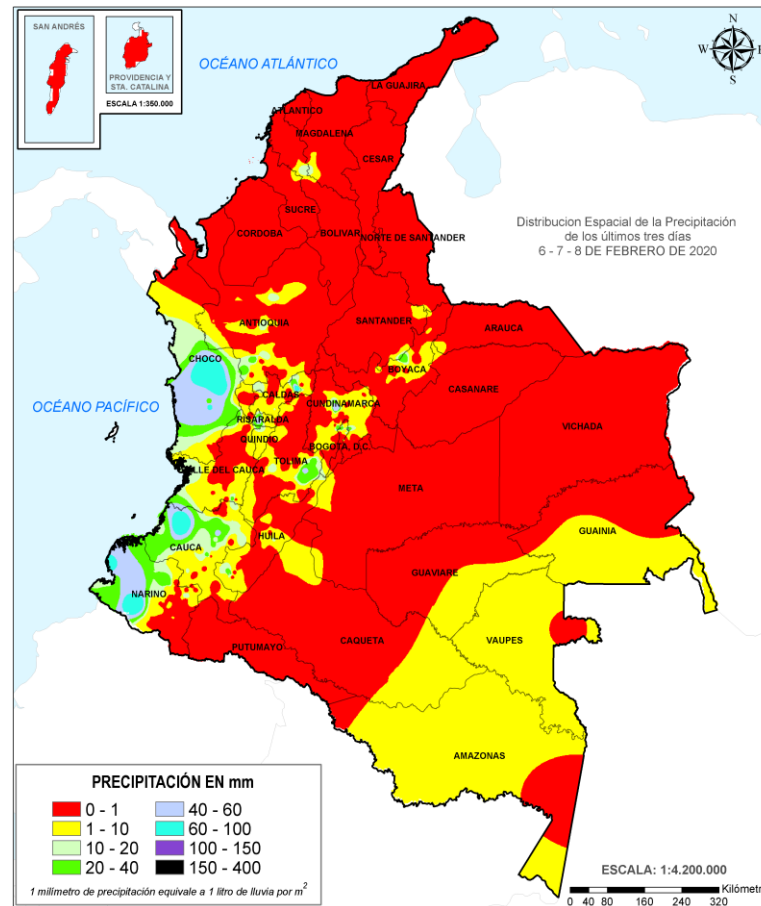 SAN ANDRÉS
PROVIDENCIA Y
STA. CATALINA
ESCALA 1:350.000
OCÉANO ATLÁNTICO
N
W
E
S
LA GUAJIRA
ATLANTICO
MAGDALENA
CESAR
SUCRE
CORDOBA
BOLIVAR
NORTE DE SANTANDER
Distribucion Espacial de la Precipitación
de los últimos tres días
6 - 7 - 8 DE FEBRERO DE 2020
ANTIOQUIA
SANTANDER
ARAUCA
CHOCO
BOYACA
CASANARE
CALDAS
CUNDINAMARCA
OCÉANO PACÍFICO
RISARALDA
VICHADA
QUINDIO
BOGOTA, D.C.
TOLIMA
VALLE DEL CAUCA
META
CAUCA
HUILA
GUAINIA
GUAVIARE
NARIÑO
VAUPES
PUTUMAYO
CAQUETA
AMAZONAS
PRECIPITACIÓN EN mm
0 - 1
40 - 60
1 - 10
60 - 100
10 - 20
100 - 150
20 - 40
150 - 400
1 milímetro de precipitación equivale a 1 litro de lluvia por m²
ESCALA: 1:4.200.000
Kilómetr
0 40 80 160 240 320